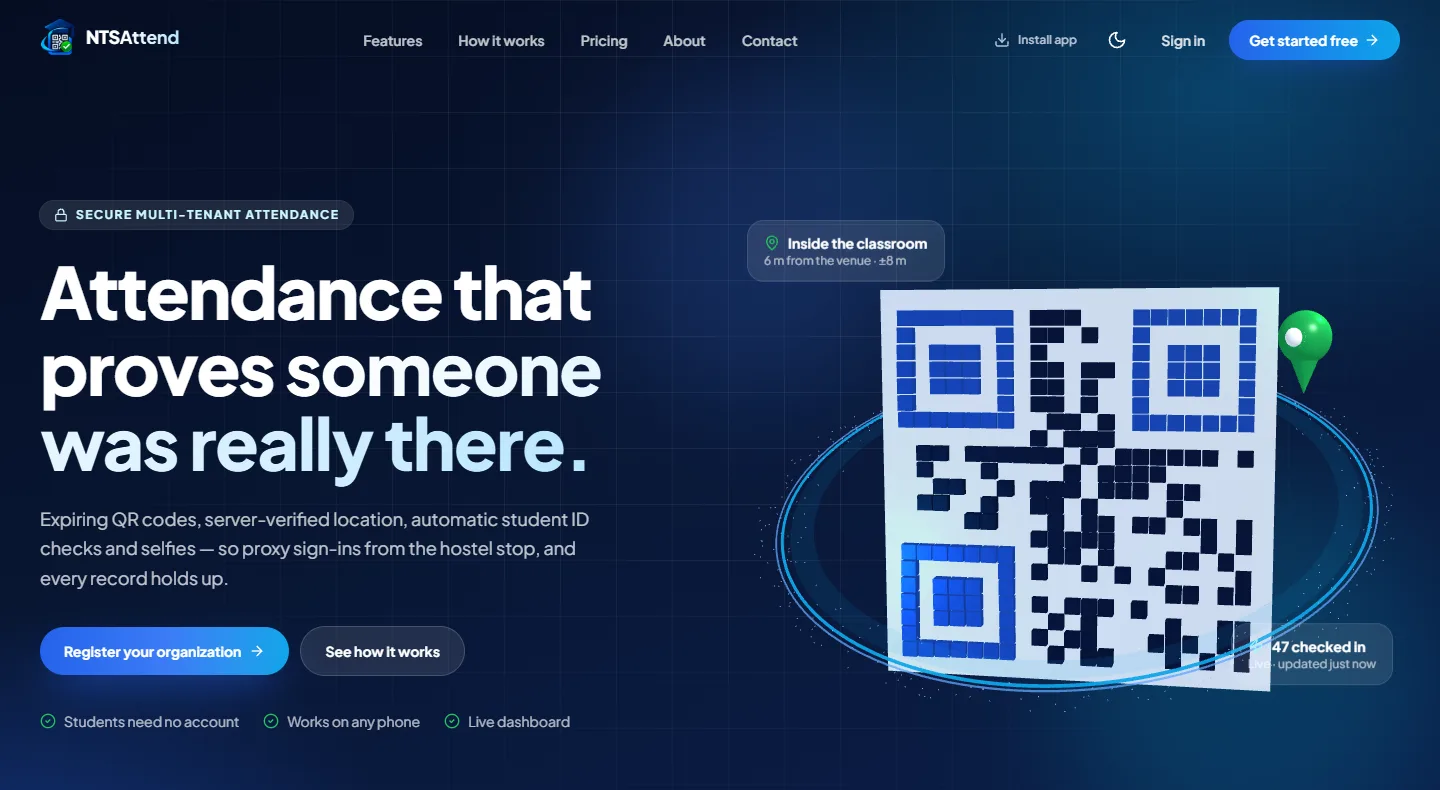 NTSAttend
Features
How it works
Pricing
About
Contact
Install app
Sign in
Get started free
SECURE MULTI-TENANT ATTENDANCE
Attendance that
proves someone
was really there.
Expiring QR codes, server-verified location, automatic student ID
checks and selfies — so proxy sign-ins from the hostel stop, and
every record holds up.
Register your organization
See how it works
Students need no account
Works on any phone
Live dashboard
Inside the classroom
6 m from the venue · ±8 m
47 checked in
Live · updated just now